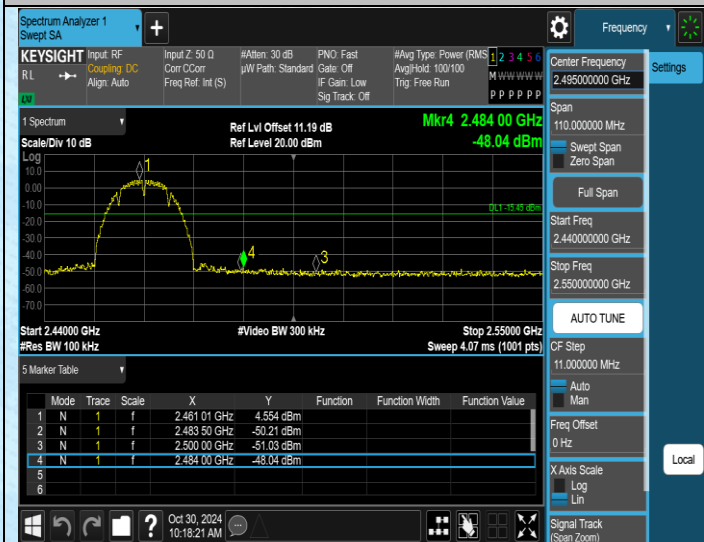 Spectrum Analyzer 1
Swept SA
Frequency
KEYSIGHT
RL
LXI
Input: RF
Coupling: DC
Align: Auto
Input Z: 50 Ω
Corr CCorr
Freq Ref: Int (S)
#Atten: 30 dB
µW Path: Standard
PNO: Fast
Gate: Off
IF Gain: Low
Sig Track: Off
#Avg Type: Power (RMS
Avg|Hold: 100/100
Trig: Free Run
1 2 3 4 5 6
M W W W W W
P P P P P P
1 Spectrum
Scale/Div 10 dB
Ref Lvl Offset 11.19 dB
Ref Level 20.00 dBm
Mkr4 2.484 00 GHz
-48.04 dBm
Log
10.0
0.00
-10.0
-20.0
-30.0
-40.0
-50.0
-60.0
-70.0
1
4
3
DL1 -15.45 dBm
Start 2.44000 GHz
#Res BW 100 kHz
#Video BW 300 kHz
Stop 2.55000 GHz
Sweep 4.07 ms (1001 pts)
5 Marker Table
Mode Trace Scale X Y Function Function Width Function Value
1 N 1 f 2.461 01 GHz 4.554 dBm
2 N 1 f 2.483 50 GHz -50.21 dBm
3 N 1 f 2.500 00 GHz -51.03 dBm
4 N 1 f 2.484 00 GHz -48.04 dBm
5
6
Oct 30, 2024
10:18:21 AM
Center Frequency
2.495000000 GHz
Span
110.000000 MHz
Swept Span
Zero Span
Full Span
Start Freq
2.440000000 GHz
Stop Freq
2.550000000 GHz
AUTO TUNE
CF Step
11.000000 MHz
Auto
Man
Freq Offset
0 Hz
X Axis Scale
Log
Lin
Signal Track
(Span Zoom)
Settings
Local